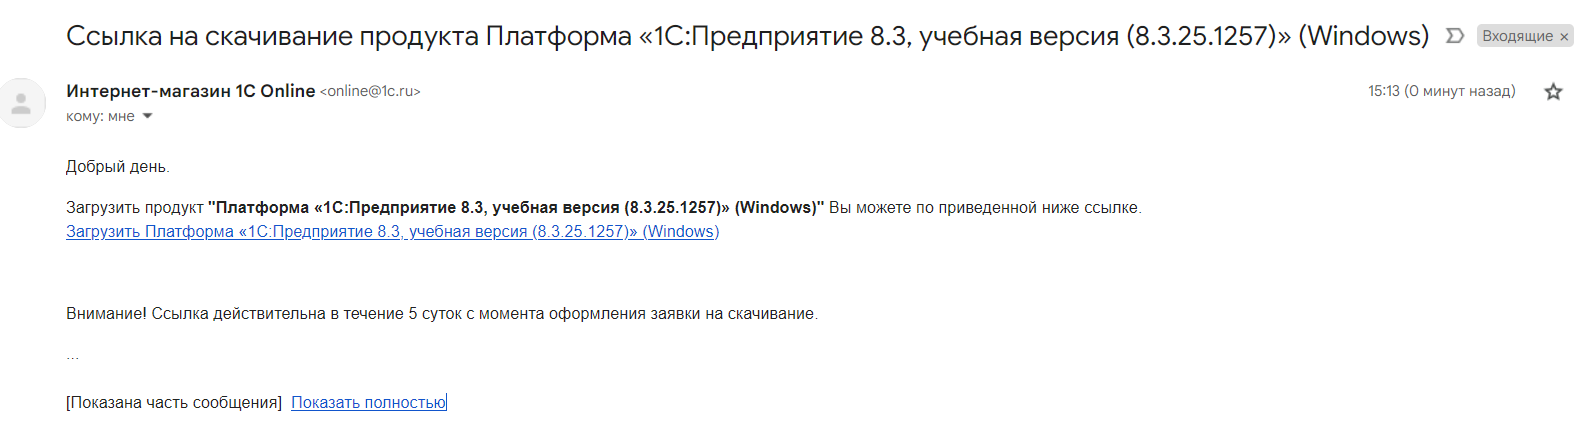 Ссылка на скачивание продукта Платформа «1С:Предприятие 8.3, учебная версия (8.3.25.1257)» (Windows) Входящие ×
Интернет-магазин 1С Online <online@1c.ru> 15:13 (0 минут назад)
кому: мне
Добрый день.
Загрузить продукт "Платформа «1С:Предприятие 8.3, учебная версия (8.3.25.1257)» (Windows)" Вы можете по приведенной ниже ссылке.
Загрузить Платформа «1С:Предприятие 8.3, учебная версия (8.3.25.1257)» (Windows)
Внимание! Ссылка действительна в течение 5 суток с момента оформления заявки на скачивание.
...
[Показана часть сообщения] Показать полностью